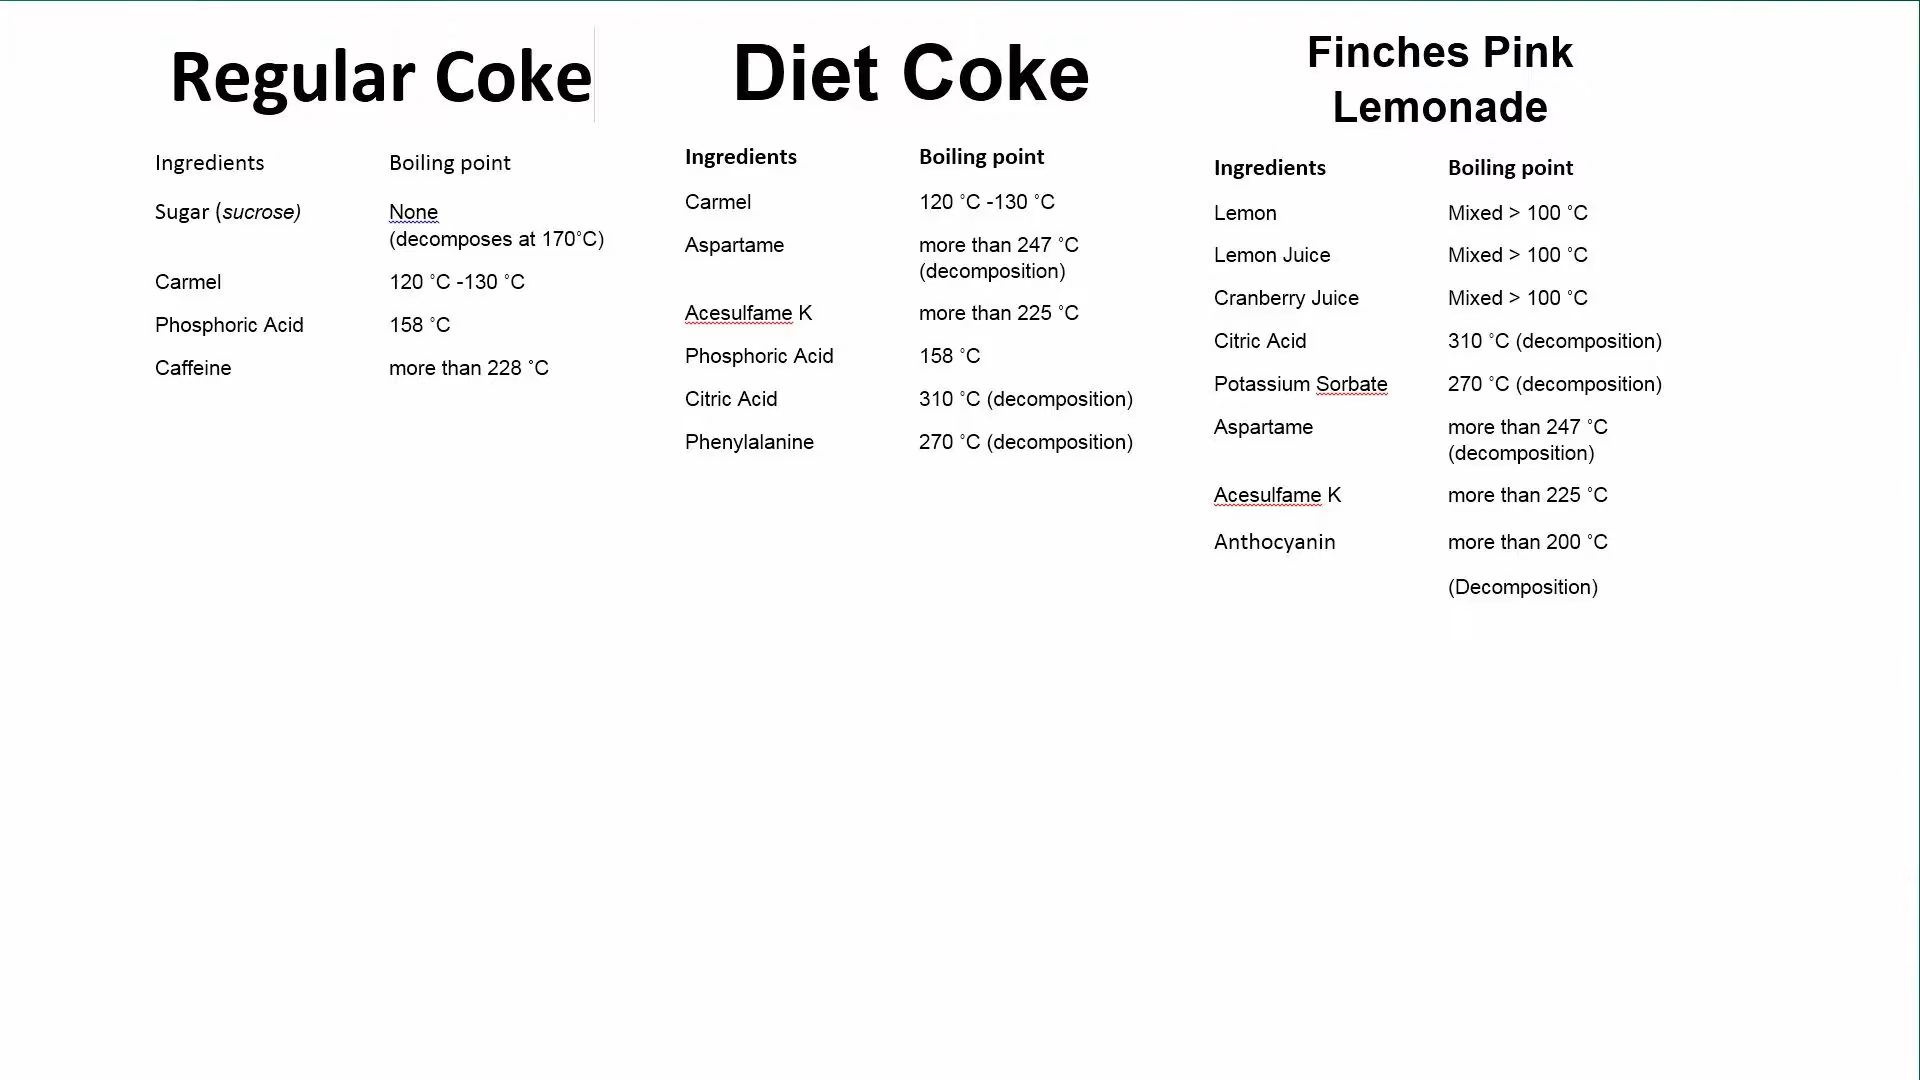 Regular Coke
Ingredients Boiling point
Sugar (sucrose) None
(decomposes at 170˚C)
Carmel 120 ˚C -130 ˚C
Phosphoric Acid 158 ˚C
Caffeine more than 228 ˚C
Diet Coke
Ingredients Boiling point
Carmel 120 ˚C -130 ˚C
Aspartame more than 247 ˚C
(decomposition)
Acesulfame K more than 225 ˚C
Phosphoric Acid 158 ˚C
Citric Acid 310 ˚C (decomposition)
Phenylalanine 270 ˚C (decomposition)
Finches Pink
Lemonade
Ingredients Boiling point
Lemon Mixed > 100 ˚C
Lemon Juice Mixed > 100 ˚C
Cranberry Juice Mixed > 100 ˚C
Citric Acid 310 ˚C (decomposition)
Potassium Sorbate 270 ˚C (decomposition)
Aspartame more than 247 ˚C
(decomposition)
Acesulfame K more than 225 ˚C
Anthocyanin more than 200 ˚C
(Decomposition)